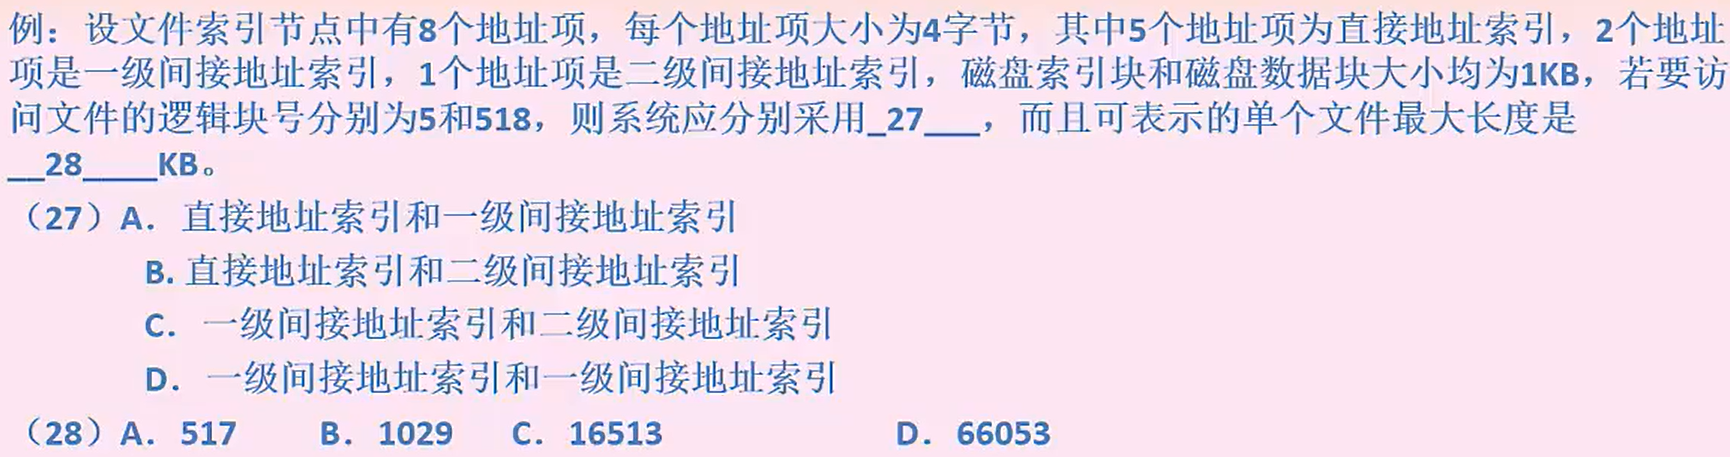 例：设文件索引节点中有8个地址项，每个地址项大小为4字节，其中5个地址项为直接地址索引，2个地址
项是一级间接地址索引，1个地址项是二级间接地址索引，磁盘索引块和磁盘数据块大小均为1KB，若要访
问文件的逻辑块号分别为5和518，则系统应分别采用_27___，而且可表示的单个文件最大长度是
__28____KB。
（27）A．直接地址索引和一级间接地址索引
B. 直接地址索引和二级间接地址索引
C．一级间接地址索引和二级间接地址索引
D．一级间接地址索引和一级间接地址索引
（28）A．517 B．1029 C．16513 D．66053